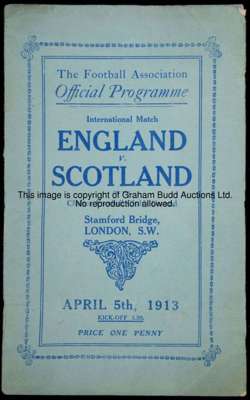 The Football Association
Official Programme
International Match
ENGLAND
v.
SCOTLAND
This image is copyright of Graham Budd Auctions Ltd.
No reproduction allowed.
Stamford Bridge,
LONDON, S.W.
APRIL 5th, 1913
KICK-OFF 3.30.
PRICE ONE PENNY